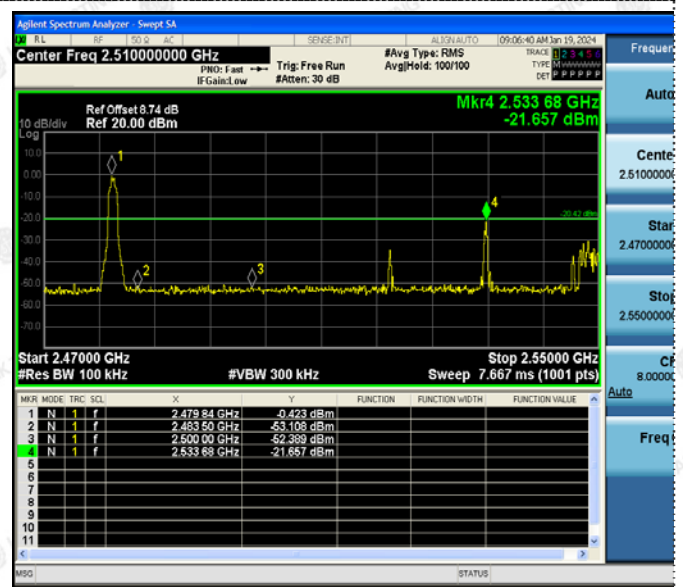 Agilent Spectrum Analyzer - Swept SA
RL RF 50 Ω AC SENSE:INT ALIGNAUTO 09:06:40 AM Jan 19, 2024
Center Freq 2.510000000 GHz
PNO: Fast
IFGain:Low
Trig: Free Run
#Atten: 30 dB
#Avg Type: RMS
Avg|Hold: 100/100
TRACE 1 2 3 4 5 6
TYPE M
DET P P P P P P
Ref Offset 8.74 dB
10 dB/div Ref 20.00 dBm
Log
Mkr4 2.533 68 GHz
-21.657 dBm
10.0
0.00
-10.0
-20.0
-30.0
-40.0
-50.0
-60.0
-70.0
1
2
3
4
-20.42 dBm
Start 2.47000 GHz Stop 2.55000 GHz
#Res BW 100 kHz #VBW 300 kHz Sweep 7.667 ms (1001 pts)
MKR MODE TRC SCL X Y FUNCTION FUNCTION WIDTH FUNCTION VALUE
1 N 1 f 2.479 84 GHz -0.423 dBm
2 N 1 f 2.483 50 GHz -53.108 dBm
3 N 1 f 2.500 00 GHz -52.389 dBm
4 N 1 f 2.533 68 GHz -21.657 dBm
5
6
7
8
9
10
11
MSG STATUS
Frequen
Auto
Cente
2.51000000
Star
2.47000000
Stop
2.55000000
CF
8.00000
Auto
Freq